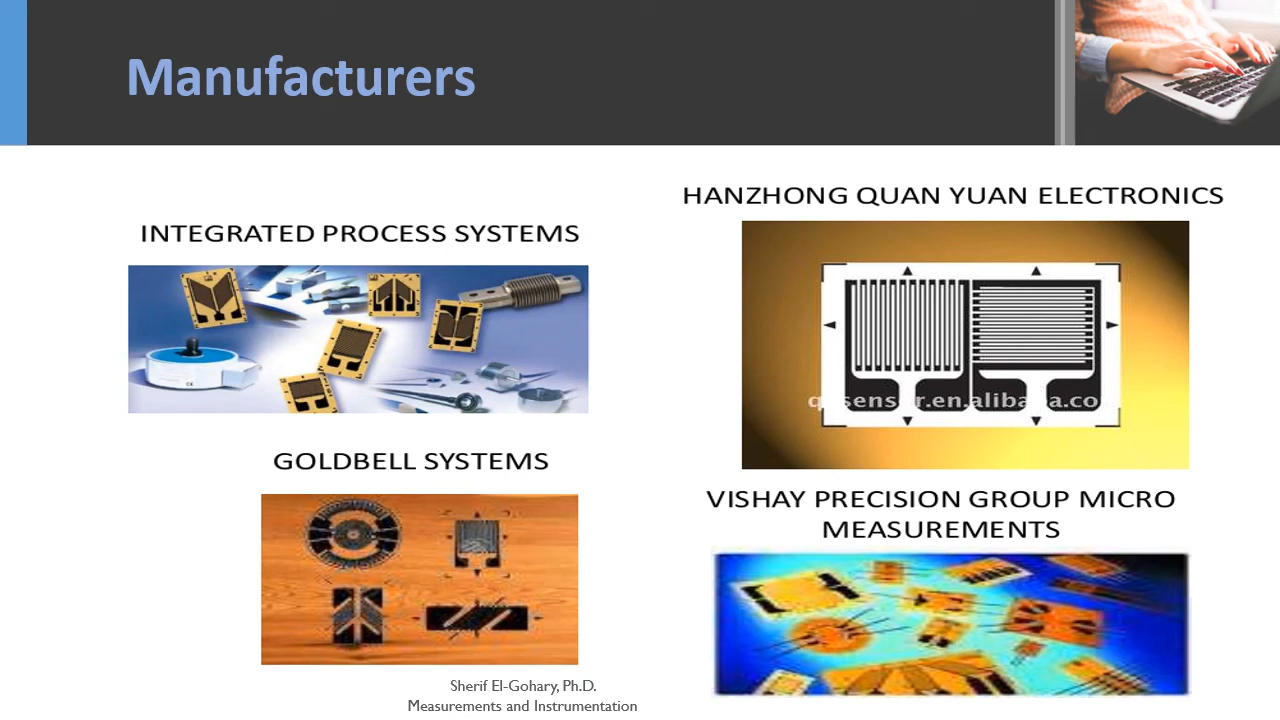 Manufacturers
INTEGRATED PROCESS SYSTEMS
HANZHONG QUAN YUAN ELECTRONICS
GOLDBELL SYSTEMS
VISHAY PRECISION GROUP MICRO
MEASUREMENTS
Sherif El-Gohary, Ph.D.
Measurements and Instrumentation